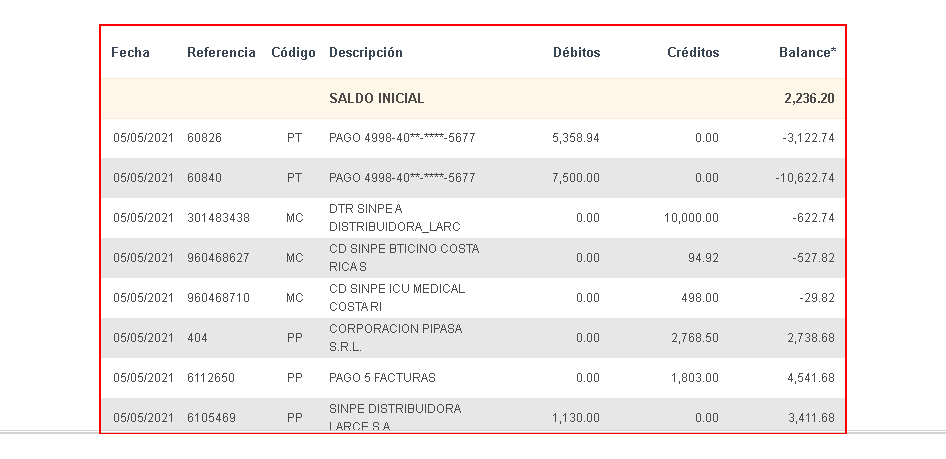 Fecha Referencia Código Descripción Débitos Créditos Balance*
SALDO INICIAL 2,236.20
05/05/2021 60826 PT PAGO 4998-40**-****-5677 5,358.94 0.00 -3,122.74
05/05/2021 60840 PT PAGO 4998-40**-****-5677 7,500.00 0.00 -10,622.74
05/05/2021 301483438 MC DTR SINPE A DISTRIBUIDORA_LARC 0.00 10,000.00 -622.74
05/05/2021 960468627 MC CD SINPE BTICINO COSTA RICA S 0.00 94.92 -527.82
05/05/2021 960468710 MC CD SINPE ICU MEDICAL COSTA RI 0.00 498.00 -29.82
05/05/2021 404 PP CORPORACION PIPASA S.R.L. 0.00 2,768.50 2,738.68
05/05/2021 6112650 PP PAGO 5 FACTURAS 0.00 1,803.00 4,541.68
05/05/2021 6105469 PP SINPE DISTRIBUIDORA LARCE S A 1,130.00 0.00 3,411.68